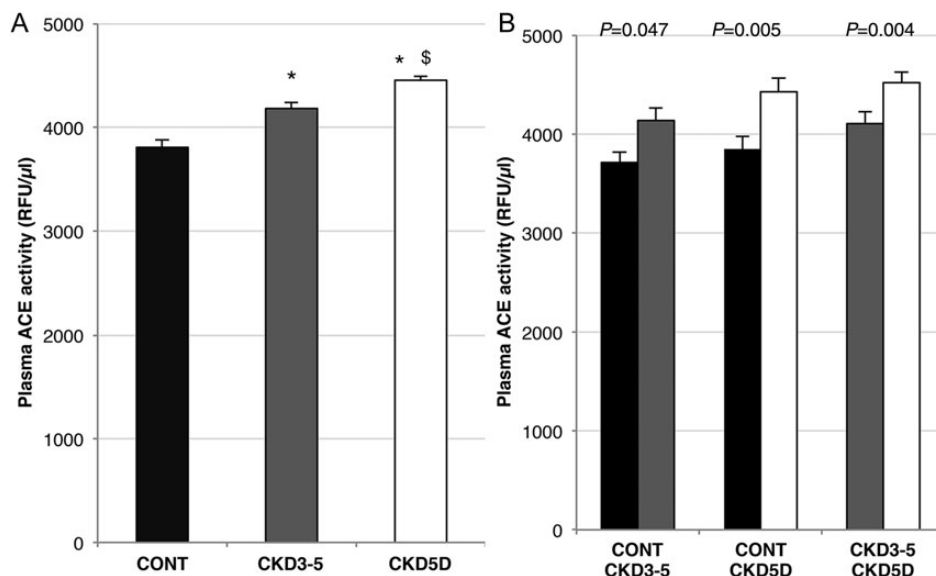 A
Plasma ACE activity (RFU/µl)
5000
4000
3000
2000
1000
0
*
* $
CONT CKD3-5 CKD5D
B
P=0.047 P=0.005 P=0.004
Plasma ACE activity (RFU/µl)
5000
4000
3000
2000
1000
0
CONT CONT CKD3-5
CKD3-5 CKD5D CKD5D